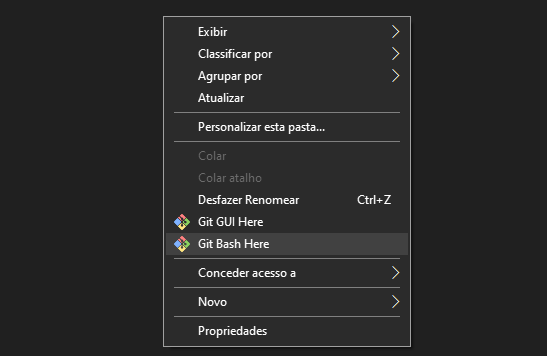 Exibir
Classificar por
Agrupar por
Atualizar
Personalizar esta pasta...
Colar
Colar atalho
Desfazer Renomear Ctrl+Z
Git GUI Here
Git Bash Here
Conceder acesso a
Novo
Propriedades